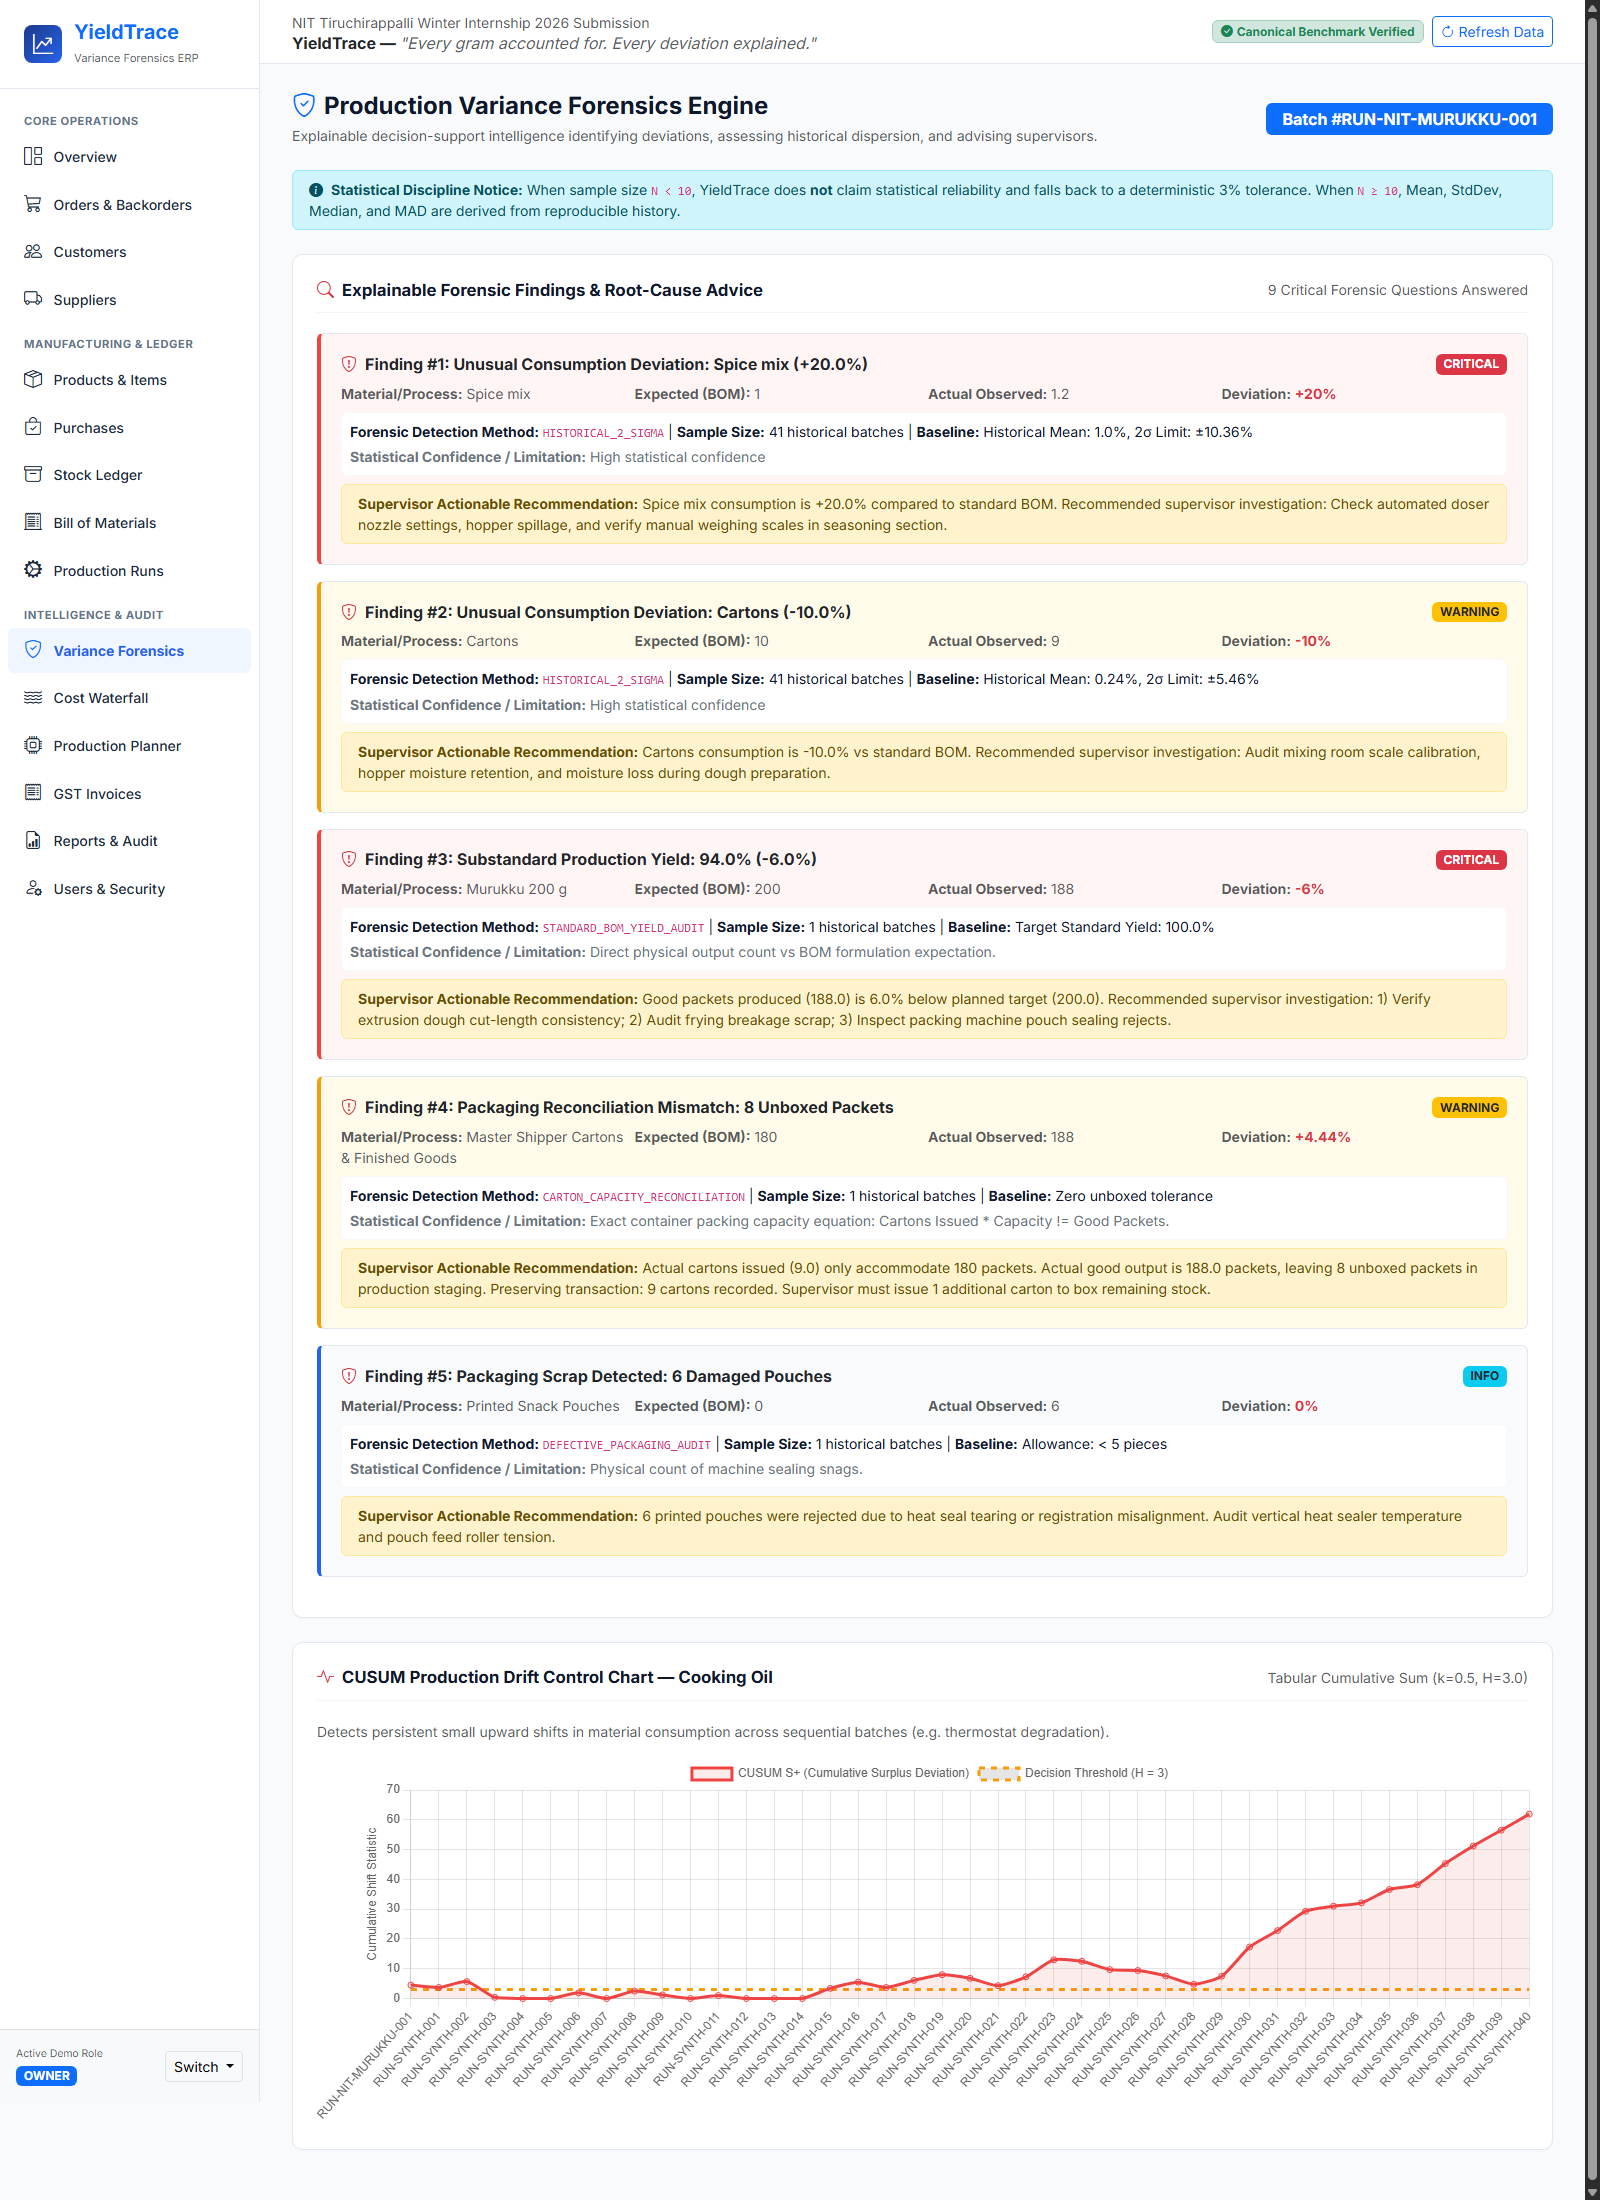 YieldTrace
Variance Forensics ERP
CORE OPERATIONS
Overview
Orders & Backorders
Customers
Suppliers
MANUFACTURING & LEDGER
Products & Items
Purchases
Stock Ledger
Bill of Materials
Production Runs
INTELLIGENCE & AUDIT
Variance Forensics
Cost Waterfall
Production Planner
GST Invoices
Reports & Audit
Users & Security
Active Demo Role
OWNER
Switch
NIT Tiruchirappalli Winter Internship 2026 Submission
YieldTrace — "Every gram accounted for. Every deviation explained."
Canonical Benchmark Verified
Refresh Data
Production Variance Forensics Engine
Explainable decision-support intelligence identifying deviations, assessing historical dispersion, and advising supervisors.
Batch #RUN-NIT-MURUKKU-001
Statistical Discipline Notice: When sample size N < 10, YieldTrace does not claim statistical reliability and falls back to a deterministic 3% tolerance. When N ≥ 10, Mean, StdDev,
Median, and MAD are derived from reproducible history.
Explainable Forensic Findings & Root-Cause Advice
9 Critical Forensic Questions Answered
Finding #1: Unusual Consumption Deviation: Spice mix (+20.0%)
CRITICAL
Material/Process: Spice mix Expected (BOM): 1 Actual Observed: 1.2 Deviation: +20%
Forensic Detection Method: HISTORICAL_2_SIGMA | Sample Size: 41 historical batches | Baseline: Historical Mean: 1.0%, 2σ Limit: ±10.36%
Statistical Confidence / Limitation: High statistical confidence
Supervisor Actionable Recommendation: Spice mix consumption is +20.0% compared to standard BOM. Recommended supervisor investigation: Check automated doser
nozzle settings, hopper spillage, and verify manual weighing scales in seasoning section.
Finding #2: Unusual Consumption Deviation: Cartons (-10.0%)
WARNING
Material/Process: Cartons Expected (BOM): 10 Actual Observed: 9 Deviation: -10%
Forensic Detection Method: HISTORICAL_2_SIGMA | Sample Size: 41 historical batches | Baseline: Historical Mean: 0.24%, 2σ Limit: ±5.46%
Statistical Confidence / Limitation: High statistical confidence
Supervisor Actionable Recommendation: Cartons consumption is -10.0% vs standard BOM. Recommended supervisor investigation: Audit mixing room scale calibration,
hopper moisture retention, and moisture loss during dough preparation.
Finding #3: Substandard Production Yield: 94.0% (-6.0%)
CRITICAL
Material/Process: Murukku 200 g Expected (BOM): 200 Actual Observed: 188 Deviation: -6%
Forensic Detection Method: STANDARD_BOM_YIELD_AUDIT | Sample Size: 1 historical batches | Baseline: Target Standard Yield: 100.0%
Statistical Confidence / Limitation: Direct physical output count vs BOM formulation expectation.
Supervisor Actionable Recommendation: Good packets produced (188.0) is 6.0% below planned target (200.0). Recommended supervisor investigation: 1) Verify
extrusion dough cut-length consistency; 2) Audit frying breakage scrap; 3) Inspect packing machine pouch sealing rejects.
Finding #4: Packaging Reconciliation Mismatch: 8 Unboxed Packets
WARNING
Material/Process: Master Shipper Cartons Expected (BOM): 180 Actual Observed: 188 Deviation: +4.44%
& Finished Goods
Forensic Detection Method: CARTON_CAPACITY_RECONCILIATION | Sample Size: 1 historical batches | Baseline: Zero unboxed tolerance
Statistical Confidence / Limitation: Exact container packing capacity equation: Cartons Issued * Capacity != Good Packets.
Supervisor Actionable Recommendation: Actual cartons issued (9.0) only accommodate 180 packets. Actual good output is 188.0 packets, leaving 8 unboxed packets in
production staging. Preserving transaction: 9 cartons recorded. Supervisor must issue 1 additional carton to box remaining stock.
Finding #5: Packaging Scrap Detected: 6 Damaged Pouches
INFO
Material/Process: Printed Snack Pouches Expected (BOM): 0 Actual Observed: 6 Deviation: 0%
Forensic Detection Method: DEFECTIVE_PACKAGING_AUDIT | Sample Size: 1 historical batches | Baseline: Allowance: < 5 pieces
Statistical Confidence / Limitation: Physical count of machine sealing snags.
Supervisor Actionable Recommendation: 6 printed pouches were rejected due to heat seal tearing or registration misalignment. Audit vertical heat sealer temperature
and pouch feed roller tension.
CUSUM Production Drift Control Chart — Cooking Oil
Tabular Cumulative Sum (k=0.5, H=3.0)
Detects persistent small upward shifts in material consumption across sequential batches (e.g. thermostat degradation).
CUSUM S+ (Cumulative Surplus Deviation)
Decision Threshold (H = 3)
Cumulative Shift Statistic
70
60
50
40
30
20
10
0
RUN-NIT-MURUKKU-001
RUN-SYNTH-001
RUN-SYNTH-002
RUN-SYNTH-003
RUN-SYNTH-004
RUN-SYNTH-005
RUN-SYNTH-006
RUN-SYNTH-007
RUN-SYNTH-008
RUN-SYNTH-009
RUN-SYNTH-010
RUN-SYNTH-011
RUN-SYNTH-012
RUN-SYNTH-013
RUN-SYNTH-014
RUN-SYNTH-015
RUN-SYNTH-016
RUN-SYNTH-017
RUN-SYNTH-018
RUN-SYNTH-019
RUN-SYNTH-020
RUN-SYNTH-021
RUN-SYNTH-022
RUN-SYNTH-023
RUN-SYNTH-024
RUN-SYNTH-025
RUN-SYNTH-026
RUN-SYNTH-027
RUN-SYNTH-028
RUN-SYNTH-029
RUN-SYNTH-030
RUN-SYNTH-031
RUN-SYNTH-032
RUN-SYNTH-033
RUN-SYNTH-034
RUN-SYNTH-035
RUN-SYNTH-036
RUN-SYNTH-037
RUN-SYNTH-038
RUN-SYNTH-039
RUN-SYNTH-040